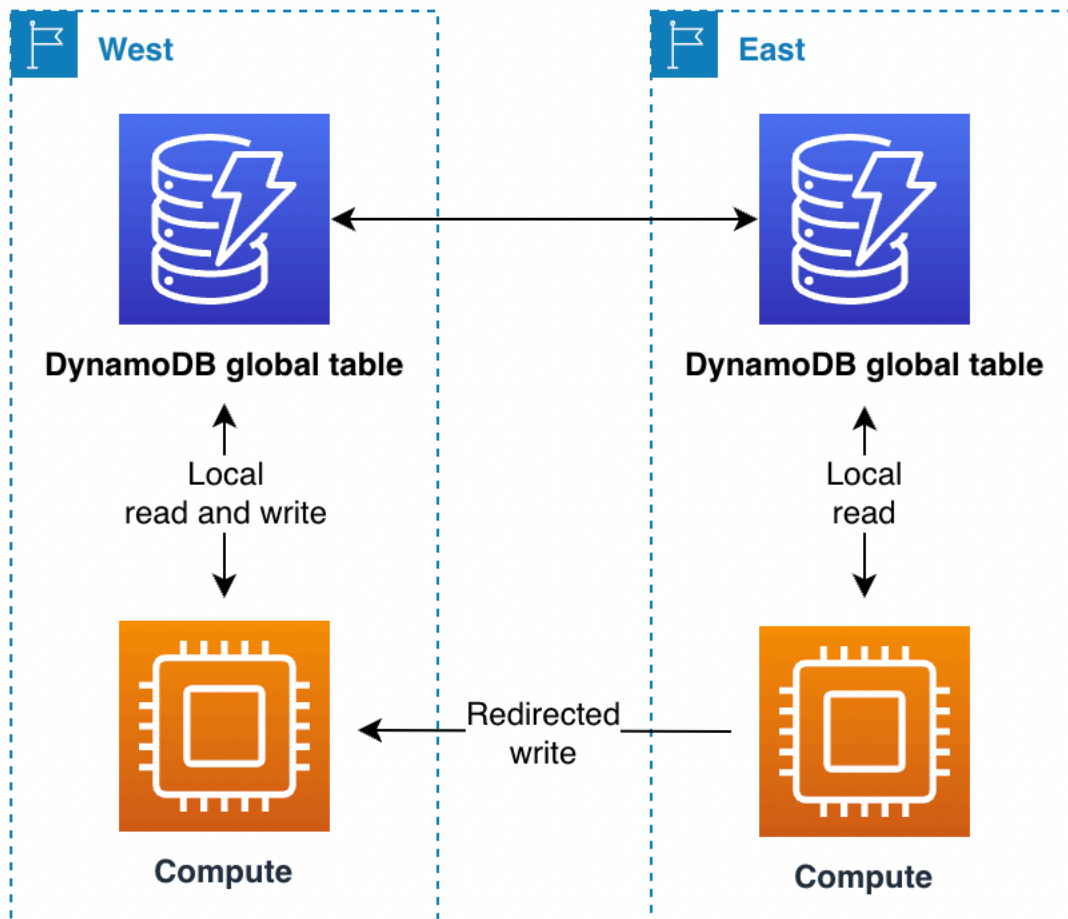 West
East
DynamoDB global table
DynamoDB global table
Local
read and write
Local
read
Redirected
write
Compute
Compute